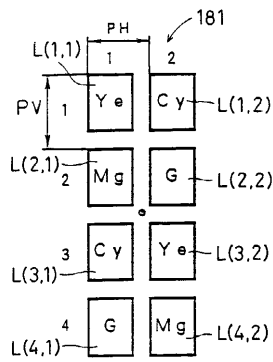 PH
181
L(1,1)
1 2
PV 1 Ye Cy L(1,2)
L(2,1)
2 Mg G L(2,2)
3 Cy Ye L(3,2)
L(3,1)
4 G Mg L(4,2)
L(4,1)